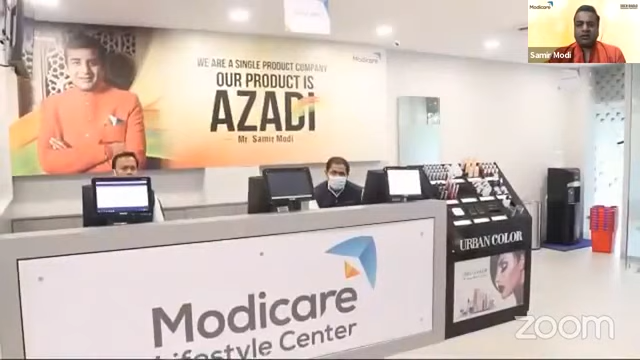 Modicare
Samir Modi
WE ARE A SINGLE PRODUCT COMPANY
OUR PRODUCT IS
AZADI
- Mr. Samir Modi
Modicare
URBAN COLOR
Modicare
Lifestyle Center
zoom